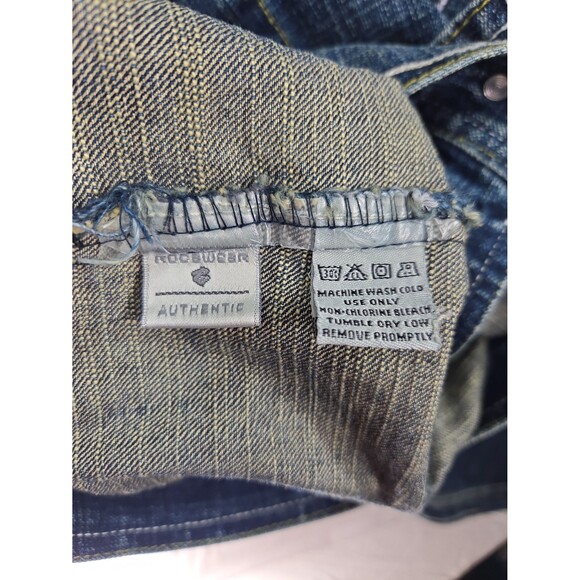 ROCAWEAR
AUTHENTIC
30°
MACHINE WASH COLD
USE ONLY
NON-CHLORINE BLEACH
TUMBLE DRY LOW
REMOVE PROMPTLY